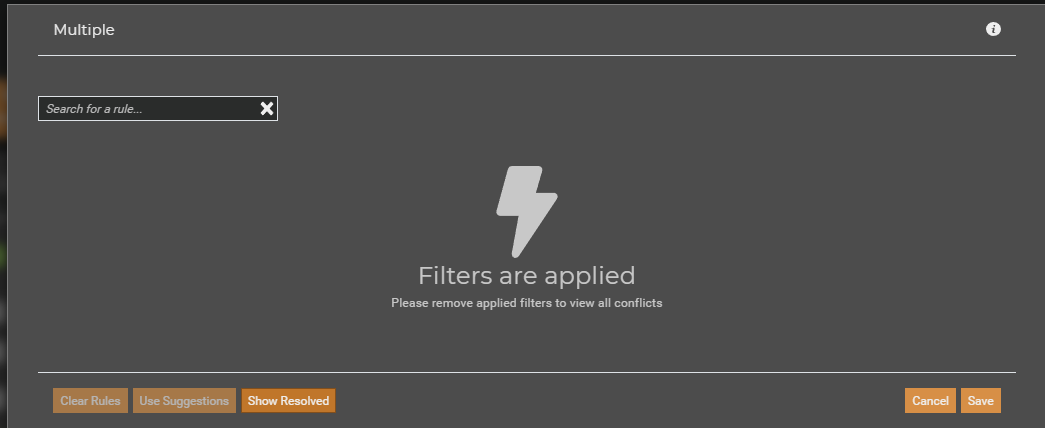 Multiple
Search for a rule...
Filters are applied
Please remove applied filters to view all conflicts
Clear Rules Use Suggestions Show Resolved Cancel Save